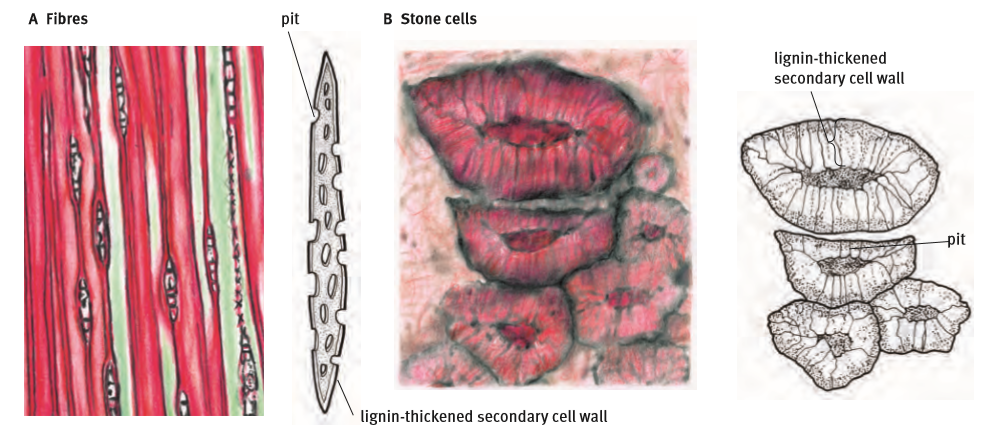 A Fibres
pit
B Stone cells
lignin-thickened
secondary cell wall
pit
lignin-thickened secondary cell wall